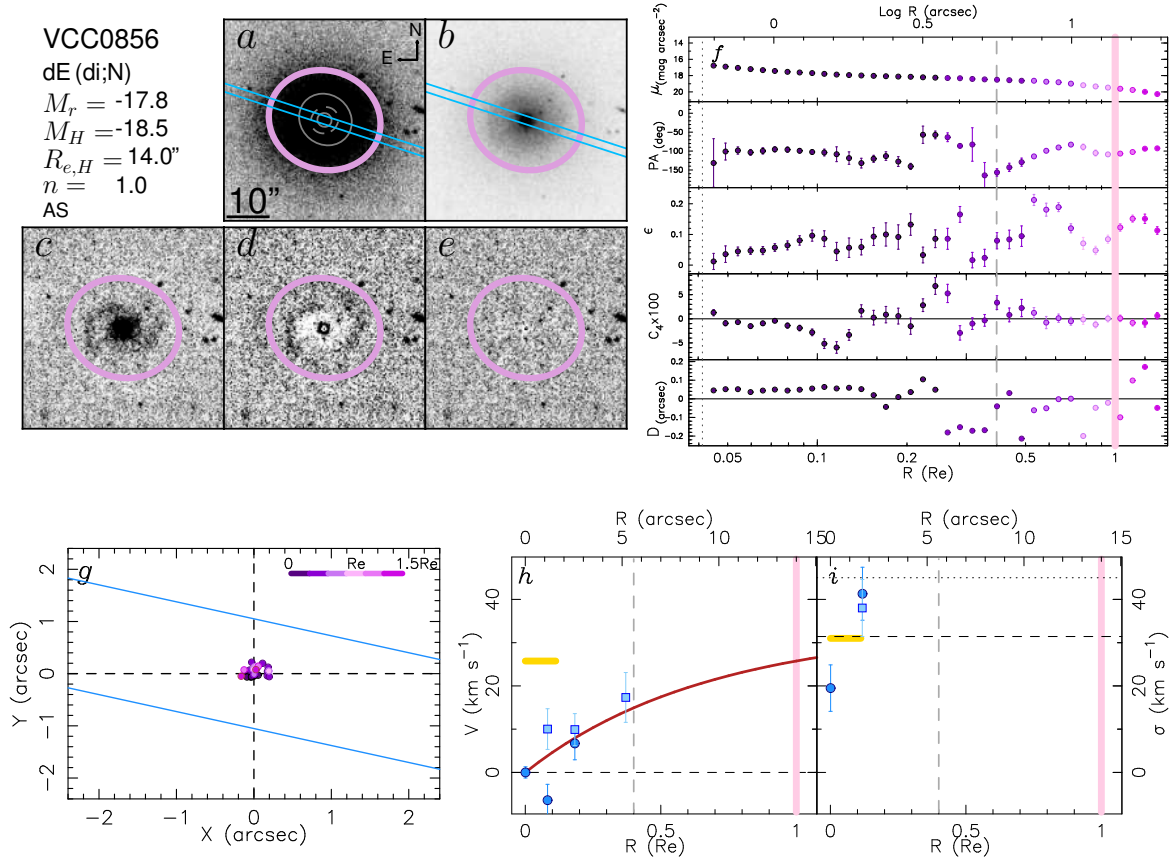 VCC0856
dE (di;N)
M_r = -17.8
M_H = -18.5
R_{e,H} = 14.0"
n = 1.0
AS
a
N
E
10"
b
c
d
e
Log R (arcsec)
0 0.5 1
f
μ(mag arcsec⁻²)
14
16
18
20
PA (deg)
0
−50
−100
−150
ε
0.2
0.1
0
C₄x100
5
0
−5
D (arcsec)
0.2
0.1
0
−0.1
−0.2
0.05 0.1 0.2 0.5 1
R (Re)
g
0 Re 1.5Re
Y (arcsec)
2
1
0
−1
−2
−2 −1 0 1 2
X (arcsec)
R (arcsec)
0 5 10 15
h
V (km s⁻¹)
40
20
0
0 0.5 1
R (Re)
R (arcsec)
0 5 10 15
i
40
20
0
σ (km s⁻¹)
0 0.5 1
R (Re)